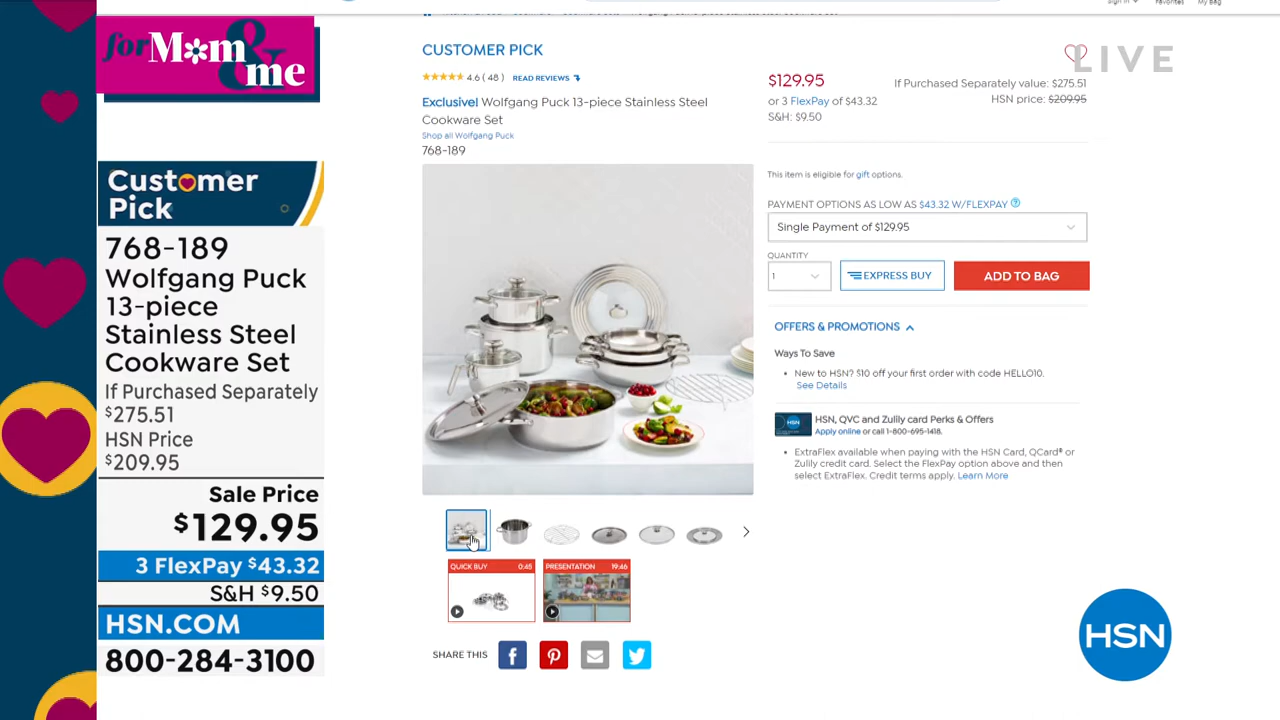 for Mom & me
Customer
Pick
768-189
Wolfgang Puck
13-piece
Stainless Steel
Cookware Set
If Purchased Separately
$275.51
HSN Price
$209.95
Sale Price
$129.95
3 FlexPay $43.32
S&H $9.50
HSN.COM
800-284-3100
Sign in
Favorites
My Bag
CUSTOMER PICK
4.6 ( 48 ) READ REVIEWS
Exclusive! Wolfgang Puck 13-piece Stainless Steel
Cookware Set
Shop all Wolfgang Puck
768-189
LIVE
$129.95
or 3 FlexPay of $43.32
S&H: $9.50
If Purchased Separately value: $275.51
HSN price: $209.95
This item is eligible for gift options.
PAYMENT OPTIONS AS LOW AS $43.32 W/FLEXPAY ?
Single Payment of $129.95
QUANTITY
1
EXPRESS BUY
ADD TO BAG
OFFERS & PROMOTIONS
Ways To Save
• New to HSN? $10 off your first order with code HELLO10.
See Details
HSN
HSN, QVC and Zulily card Perks & Offers
Apply online or call 1-800-695-1418.
• ExtraFlex available when paying with the HSN Card, QCard® or
Zulily credit card. Select the FlexPay option above and then
select ExtraFlex. Credit terms apply. Learn More
QUICK BUY 0:45
PRESENTATION 19:46
SHARE THIS
HSN